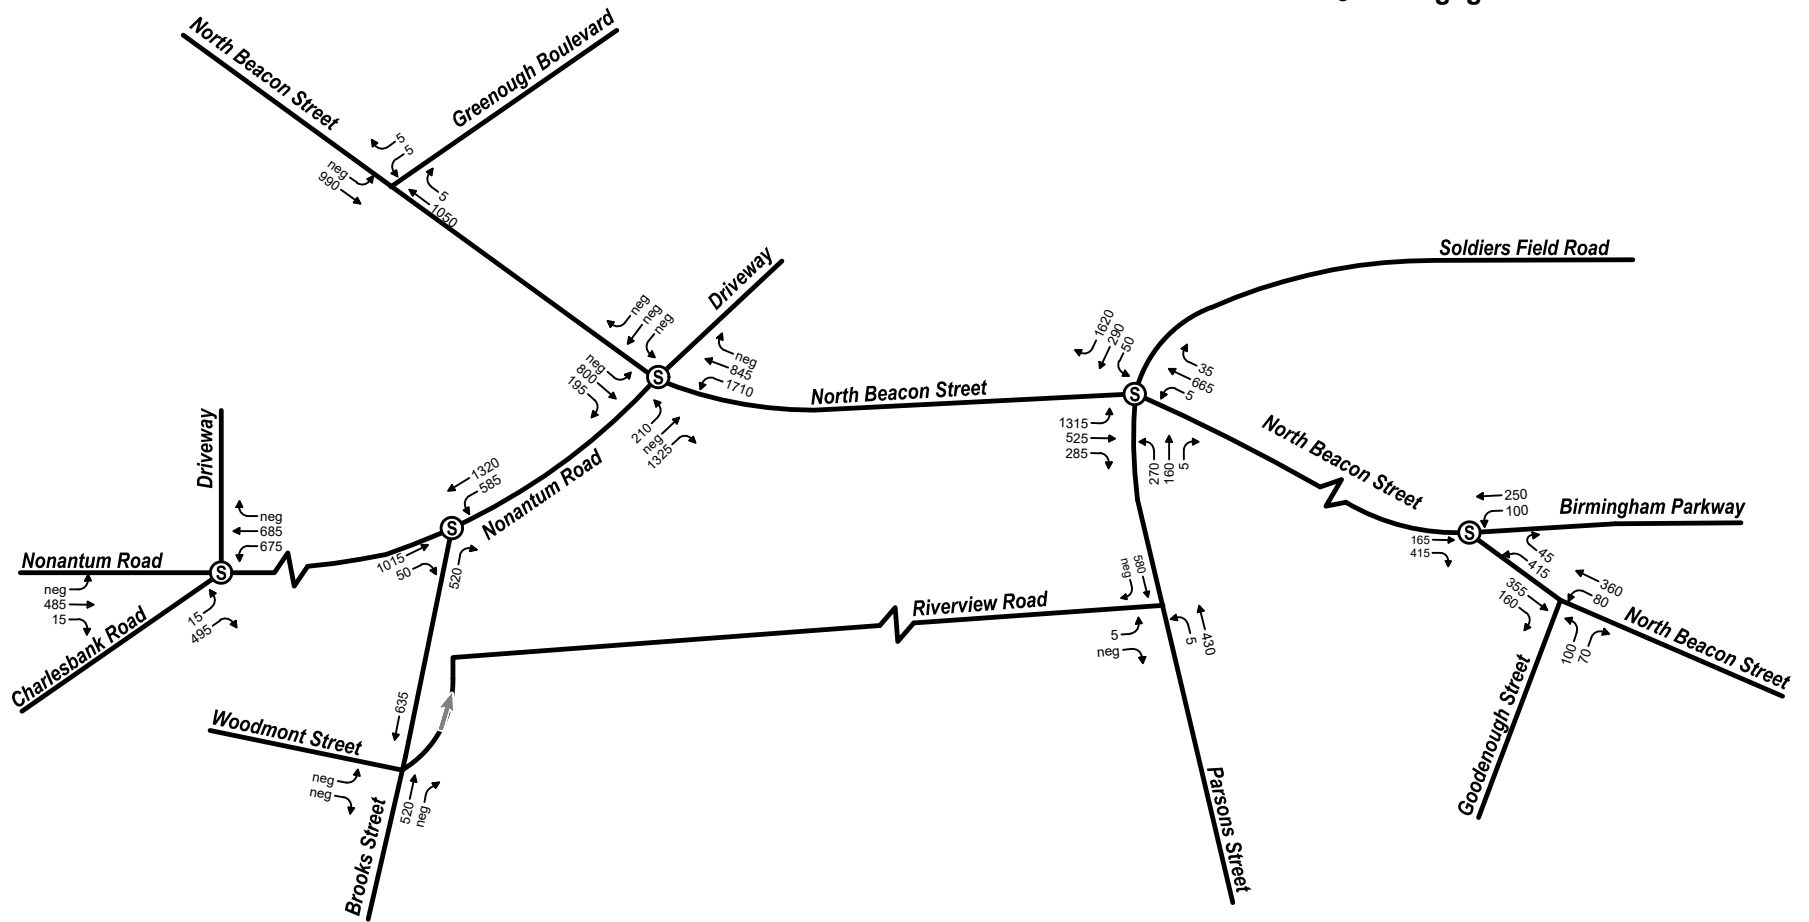 North Beacon Street
Greenough Boulevard
5
5
neg
990
5
1050
Driveway
neg
neg
neg
neg
800
195
neg
845
1710
210
neg
1325
North Beacon Street
Soldiers Field Road
1620
290
50
35
665
5
1315
525
285
270
160
5
North Beacon Street
Driveway
neg
685
675
Nonantum Road
neg
485
15
Charlesbank Road
15
495
1320
585
Nonantum Road
1015
50
520
250
100
Birmingham Parkway
165
415
45
415
355
160
360
80
North Beacon Street
100
70
Goodenough Street
580
neg
Riverview Road
5
neg
5
430
Parsons Street
635
Woodmont Street
neg
neg
520
neg
Brooks Street